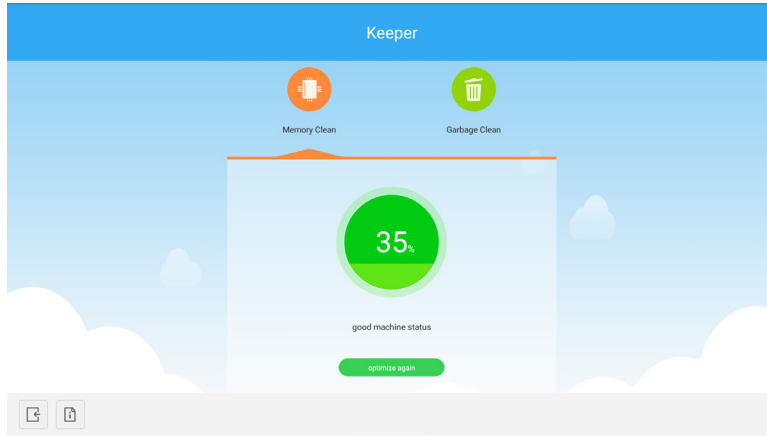 Keeper
Memory Clean
Garbage Clean
35%
good machine status
optimize again